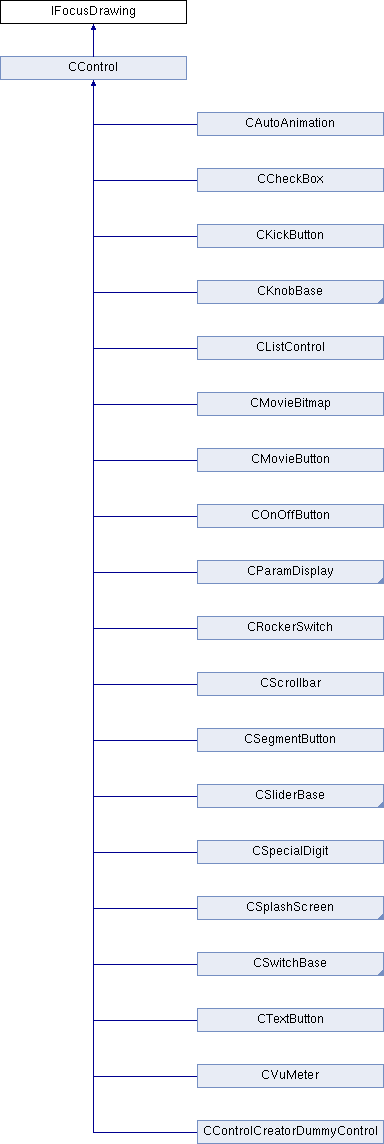 IFocusDrawing
CControl
CAutoAnimation
CCheckBox
CKickButton
CKnobBase
CListControl
CMovieBitmap
CMovieButton
COnOffButton
CParamDisplay
CRockerSwitch
CScrollbar
CSegmentButton
CSliderBase
CSpecialDigit
CSplashScreen
CSwitchBase
CTextButton
CVuMeter
CControlCreatorDummyControl